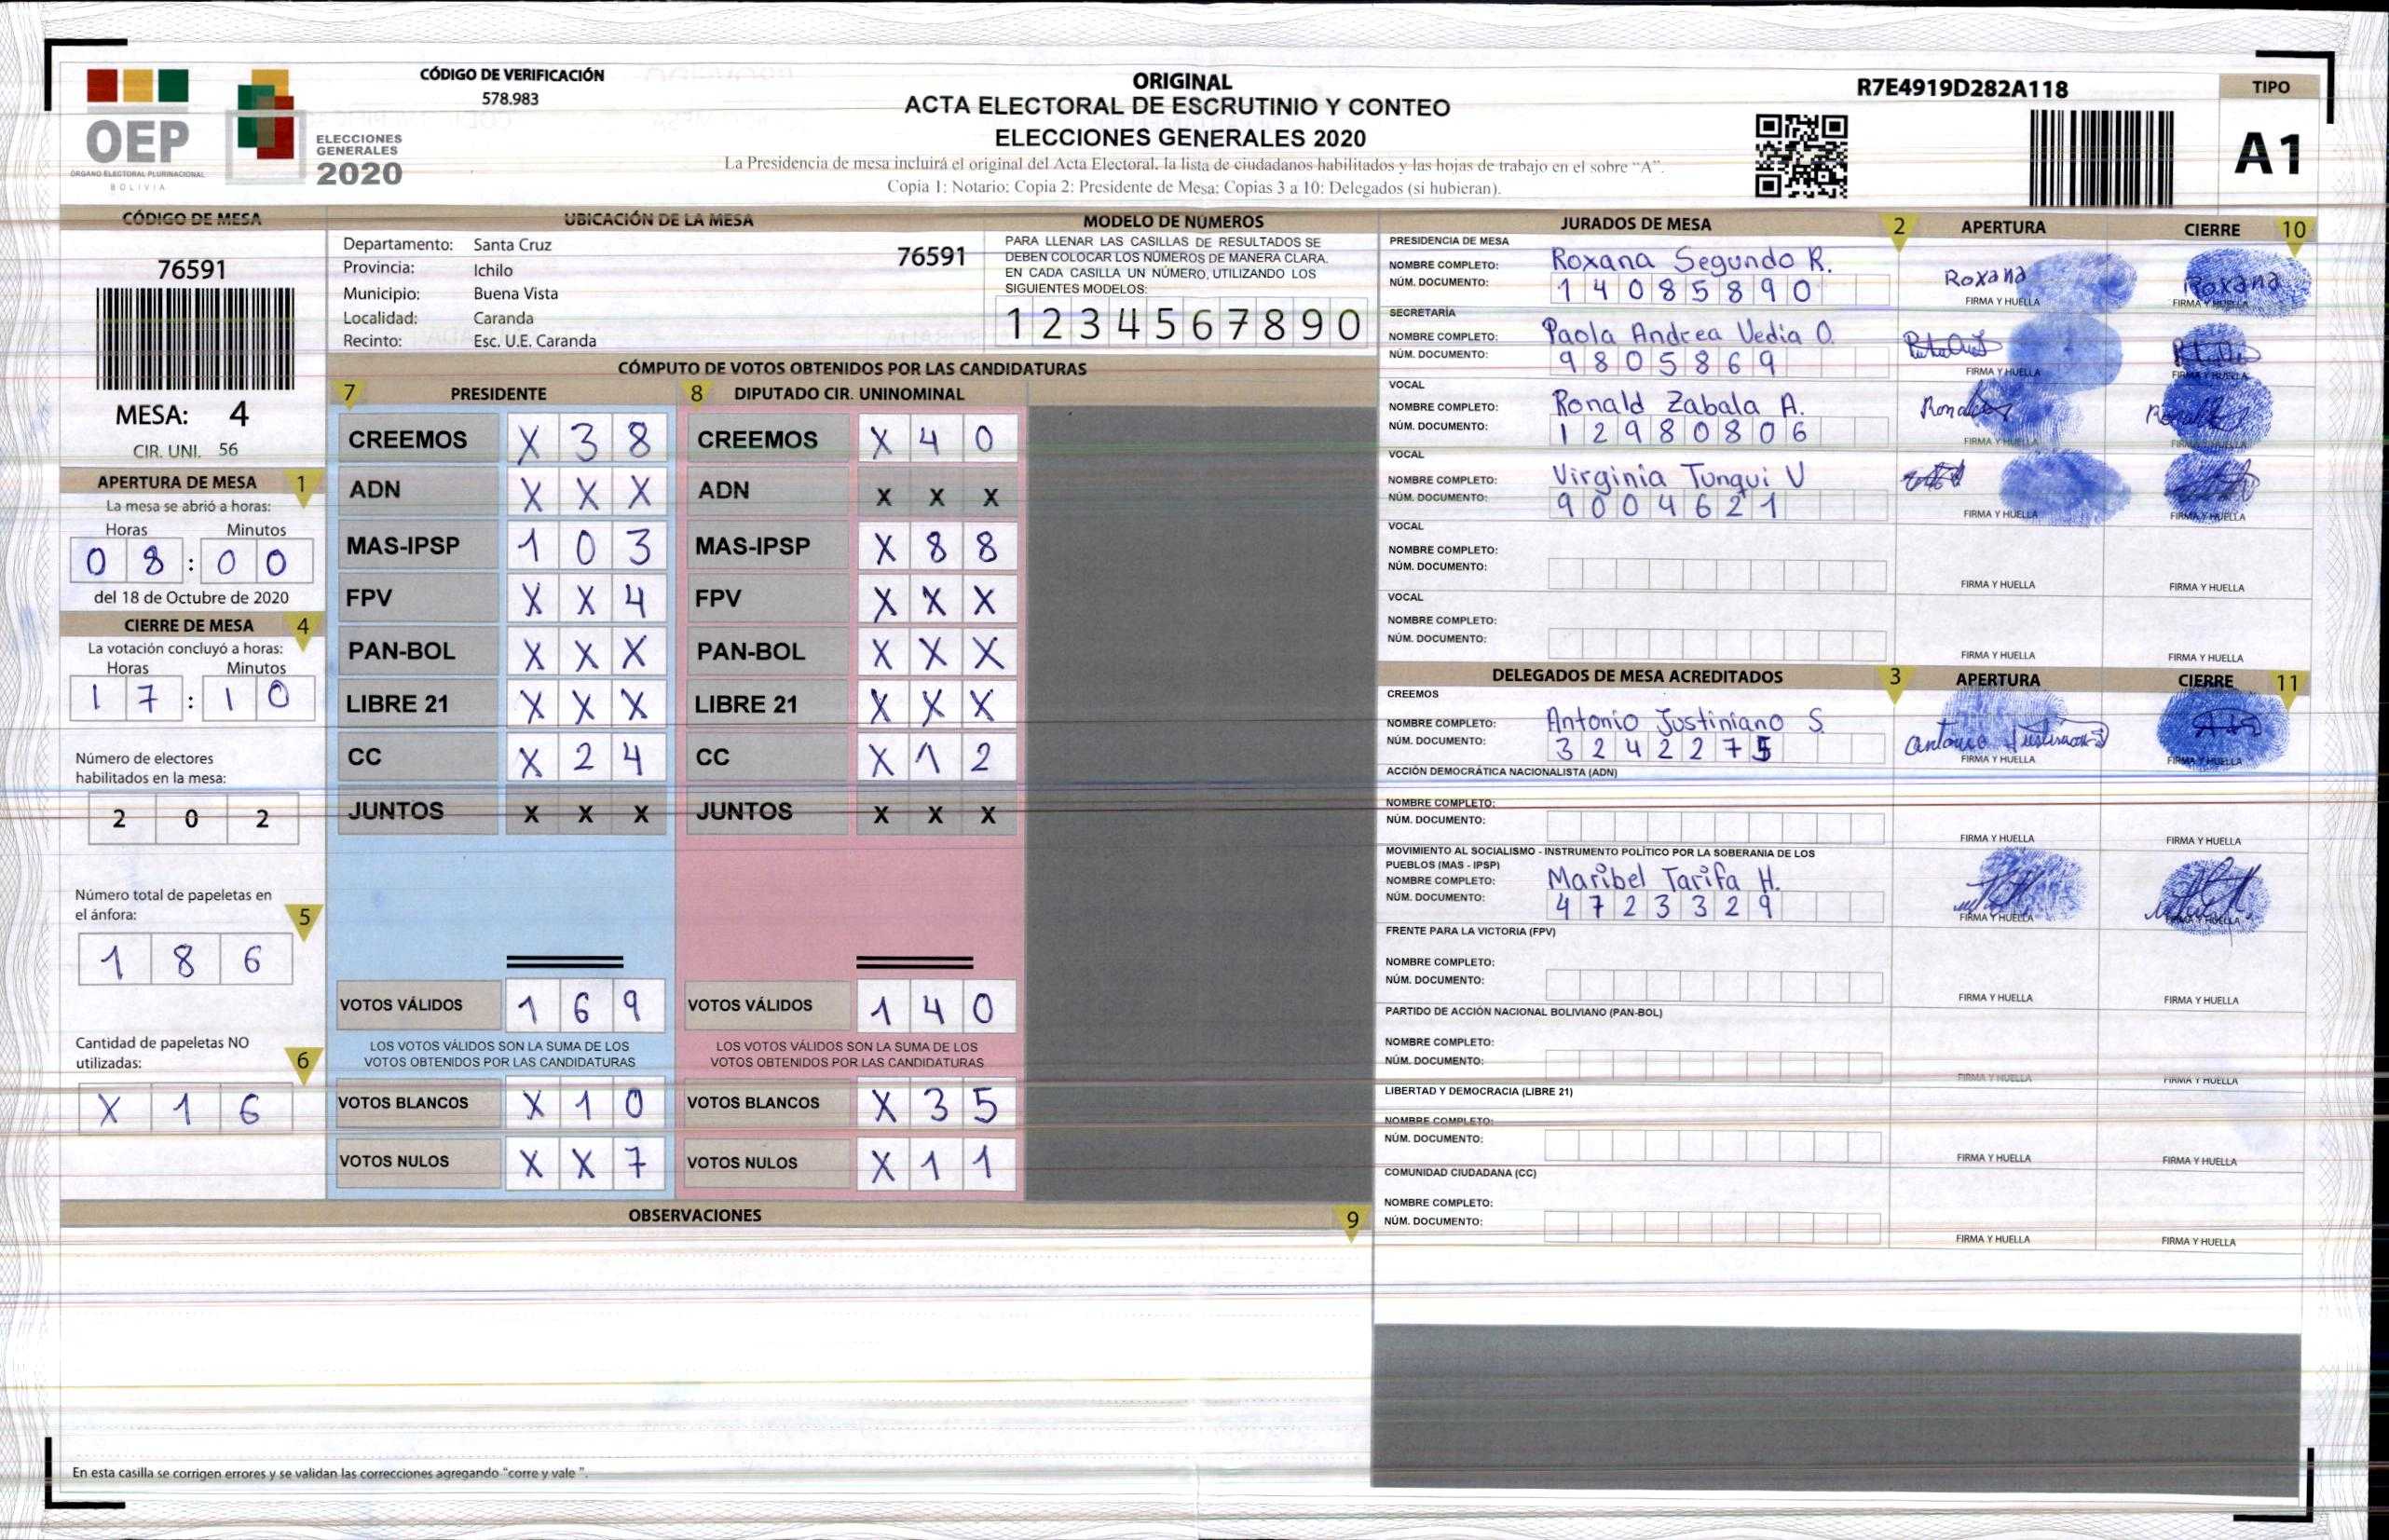 CÓDIGO DE VERIFICACIÓN
578.983
OEP
ÓRGANO ELECTORAL PLURINACIONAL
BOLIVIA
ELECCIONES
GENERALES
2020
ORIGINAL
ACTA ELECTORAL DE ESCRUTINIO Y CONTEO
ELECCIONES GENERALES 2020
La Presidencia de mesa incluirá el original del Acta Electoral, la lista de ciudadanos habilitados y las hojas de trabajo en el sobre “A”.
Copia 1: Notario; Copia 2: Presidente de Mesa; Copias 3 a 10: Delegados (si hubieran).
R7E4919D282A118
TIPO
A1
CÓDIGO DE MESA
76591
MESA: 4
CIR. UNI. 56
APERTURA DE MESA 1
La mesa se abrió a horas:
Horas Minutos
0 8 : 0 0
del 18 de Octubre de 2020
CIERRE DE MESA 4
La votación concluyó a horas:
Horas Minutos
1 7 : 1 0
Número de electores
habilitados en la mesa:
2 0 2
Número total de papeletas en
el ánfora: 5
1 8 6
Cantidad de papeletas NO
utilizadas: 6
X 1 6
UBICACIÓN DE LA MESA
Departamento: Santa Cruz 76591
Provincia: Ichilo
Municipio: Buena Vista
Localidad: Caranda
Recinto: Esc. U.E. Caranda
MODELO DE NÚMEROS
PARA LLENAR LAS CASILLAS DE RESULTADOS SE
DEBEN COLOCAR LOS NÚMEROS DE MANERA CLARA.
EN CADA CASILLA UN NÚMERO, UTILIZANDO LOS
SIGUIENTES MODELOS:
1 2 3 4 5 6 7 8 9 0
CÓMPUTO DE VOTOS OBTENIDOS POR LAS CANDIDATURAS
7 PRESIDENTE 8 DIPUTADO CIR. UNINOMINAL
CREEMOS X 3 8 CREEMOS X 4 0
ADN X X X ADN X X X
MAS-IPSP 1 0 3 MAS-IPSP X 8 8
FPV X X 4 FPV X X X
PAN-BOL X X X PAN-BOL X X X
LIBRE 21 X X X LIBRE 21 X X X
CC X 2 4 CC X 1 2
JUNTOS X X X JUNTOS X X X
VOTOS VÁLIDOS 1 6 9 VOTOS VÁLIDOS 1 4 0
LOS VOTOS VÁLIDOS SON LA SUMA DE LOS LOS VOTOS VÁLIDOS SON LA SUMA DE LOS
VOTOS OBTENIDOS POR LAS CANDIDATURAS VOTOS OBTENIDOS POR LAS CANDIDATURAS
VOTOS BLANCOS X 1 0 VOTOS BLANCOS X 3 5
VOTOS NULOS X X 7 VOTOS NULOS X 1 1
OBSERVACIONES 9
En esta casilla se corrigen errores y se validan las correcciones agregando “corre y vale ”.
JURADOS DE MESA 2 APERTURA CIERRE 10
PRESIDENCIA DE MESA
NOMBRE COMPLETO: Roxana Segundo R. Roxana Roxana
NÚM. DOCUMENTO: 1 4 0 8 5 8 9 0
FIRMA Y HUELLA FIRMA Y HUELLA
SECRETARÍA
NOMBRE COMPLETO: Paola Andrea Vedia O.
NÚM. DOCUMENTO: 9 8 0 5 8 6 9
FIRMA Y HUELLA FIRMA Y HUELLA
VOCAL
NOMBRE COMPLETO: Ronald Zabala A.
NÚM. DOCUMENTO: 1 2 9 8 0 8 0 6
FIRMA Y HUELLA FIRMA Y HUELLA
VOCAL
NOMBRE COMPLETO: Virginia Tunqui V
NÚM. DOCUMENTO: 9 0 0 4 6 2 1
FIRMA Y HUELLA FIRMA Y HUELLA
VOCAL
NOMBRE COMPLETO:
NÚM. DOCUMENTO:
FIRMA Y HUELLA FIRMA Y HUELLA
VOCAL
NOMBRE COMPLETO:
NÚM. DOCUMENTO:
FIRMA Y HUELLA FIRMA Y HUELLA
DELEGADOS DE MESA ACREDITADOS 3 APERTURA CIERRE 11
CREEMOS
NOMBRE COMPLETO: Antonio Justiniano S.
NÚM. DOCUMENTO: 3 2 4 2 2 7 5
FIRMA Y HUELLA FIRMA Y HUELLA
ACCIÓN DEMOCRÁTICA NACIONALISTA (ADN)
NOMBRE COMPLETO:
NÚM. DOCUMENTO:
FIRMA Y HUELLA FIRMA Y HUELLA
MOVIMIENTO AL SOCIALISMO - INSTRUMENTO POLÍTICO POR LA SOBERANIA DE LOS
PUEBLOS (MAS - IPSP)
NOMBRE COMPLETO: Maribel Tarifa H.
NÚM. DOCUMENTO: 4 7 2 3 3 2 9
FIRMA Y HUELLA FIRMA Y HUELLA
FRENTE PARA LA VICTORIA (FPV)
NOMBRE COMPLETO:
NÚM. DOCUMENTO:
FIRMA Y HUELLA FIRMA Y HUELLA
PARTIDO DE ACCIÓN NACIONAL BOLIVIANO (PAN-BOL)
NOMBRE COMPLETO:
NÚM. DOCUMENTO:
FIRMA Y HUELLA FIRMA Y HUELLA
LIBERTAD Y DEMOCRACIA (LIBRE 21)
NOMBRE COMPLETO:
NÚM. DOCUMENTO:
FIRMA Y HUELLA FIRMA Y HUELLA
COMUNIDAD CIUDADANA (CC)
NOMBRE COMPLETO:
NÚM. DOCUMENTO:
FIRMA Y HUELLA FIRMA Y HUELLA